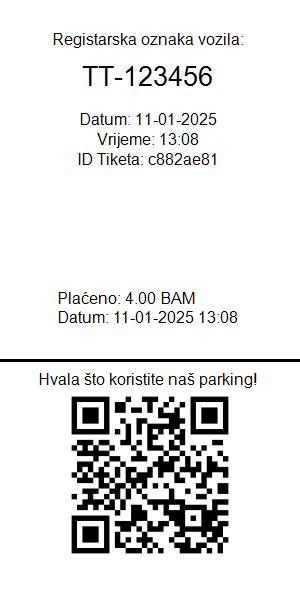 Registarska oznaka vozila:
TT-123456
Datum: 11-01-2025
Vrijeme: 13:08
ID Tiketa: c882ae81
Plaćeno: 4.00 BAM
Datum: 11-01-2025 13:08
Hvala što koristite naš parking!